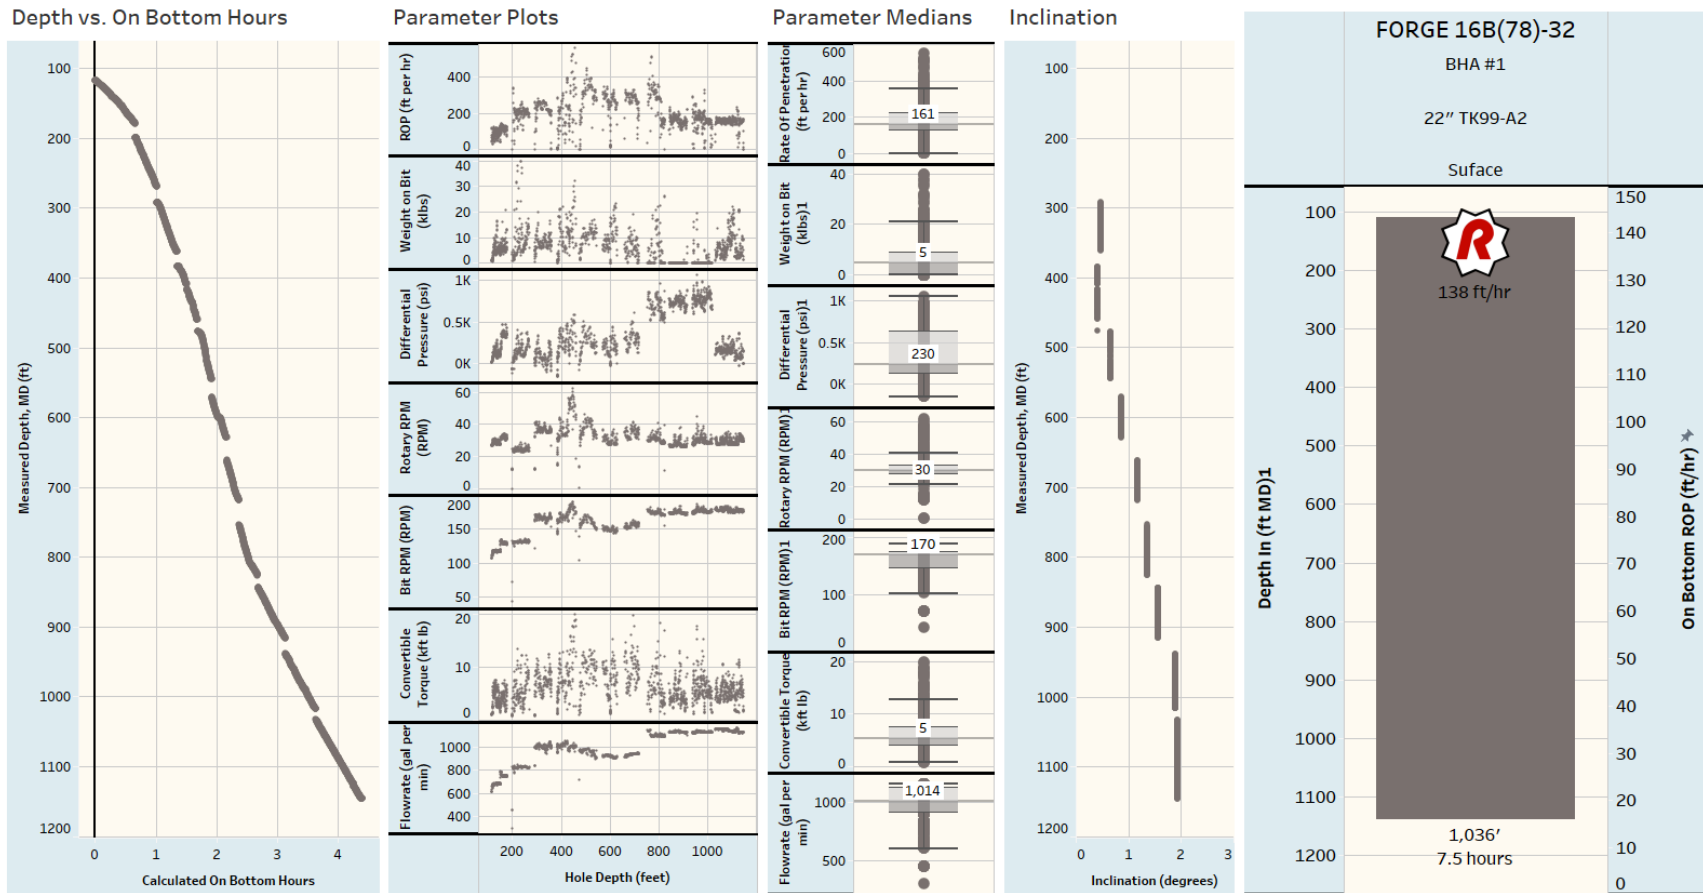 Depth vs. On Bottom Hours
Measured Depth, MD (ft)
100
200
300
400
500
600
700
800
900
1000
1100
1200
0
1
2
3
4
Calculated On Bottom Hours
Parameter Plots
ROP (ft per hr)
400
200
0
Weight on Bit
(klbs)
40
30
20
10
0
Differential
Pressure (psi)
1K
0.5K
0K
Rotary RPM
(RPM)
60
40
20
0
Bit RPM (RPM)
200
150
100
50
Convertible
Torque (kft lb)
20
10
0
Flowrate (gal per
min)
1000
800
600
400
200
400
600
800
1000
Hole Depth (feet)
Parameter Medians
Rate Of Penetration
(ft per hr)
600
400
200
0
161
Weight on Bit
(klbs)1
40
20
0
5
Differential
Pressure (psi)1
1K
0.5K
0K
230
Rotary RPM (RPM)1
60
40
20
0
30
Bit RPM (RPM)1
200
100
0
170
Convertible Torque
(kft lb)
20
10
0
5
Flowrate (gal per
min)
1000
500
1,014
Inclination
Measured Depth, MD (ft)
100
200
300
400
500
600
700
800
900
1000
1100
1200
0
1
2
3
Inclination (degrees)
FORGE 16B(78)-32
BHA #1
22” TK99-A2
Suface
Depth In (ft MD)1
100
200
300
400
500
600
700
800
900
1000
1100
1200
R
138 ft/hr
1,036’
7.5 hours
150
140
130
120
110
100
90
80
70
60
50
40
30
20
10
0
On Bottom ROP (ft/hr)